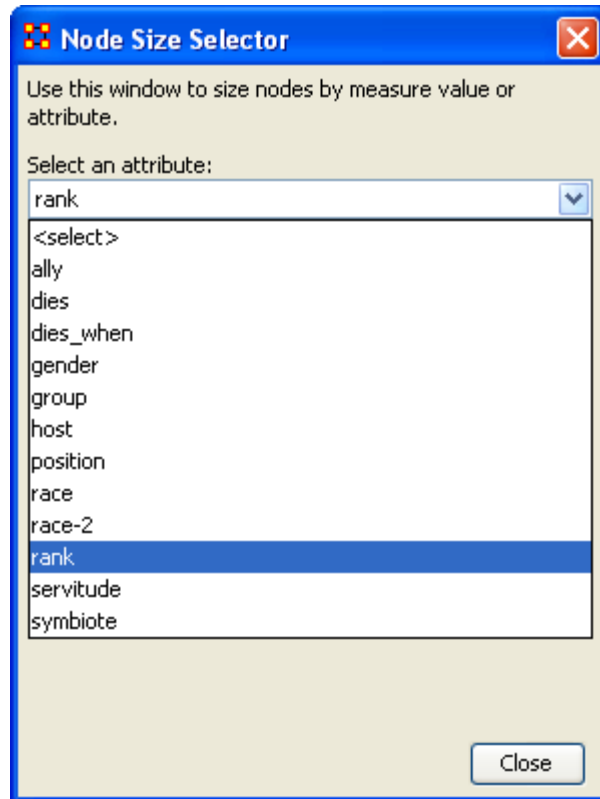 Node Size Selector
Use this window to size nodes by measure value or
attribute.
Select an attribute:
rank
<select>
ally
dies
dies_when
gender
group
host
position
race
race-2
rank
servitude
symbiote
Close